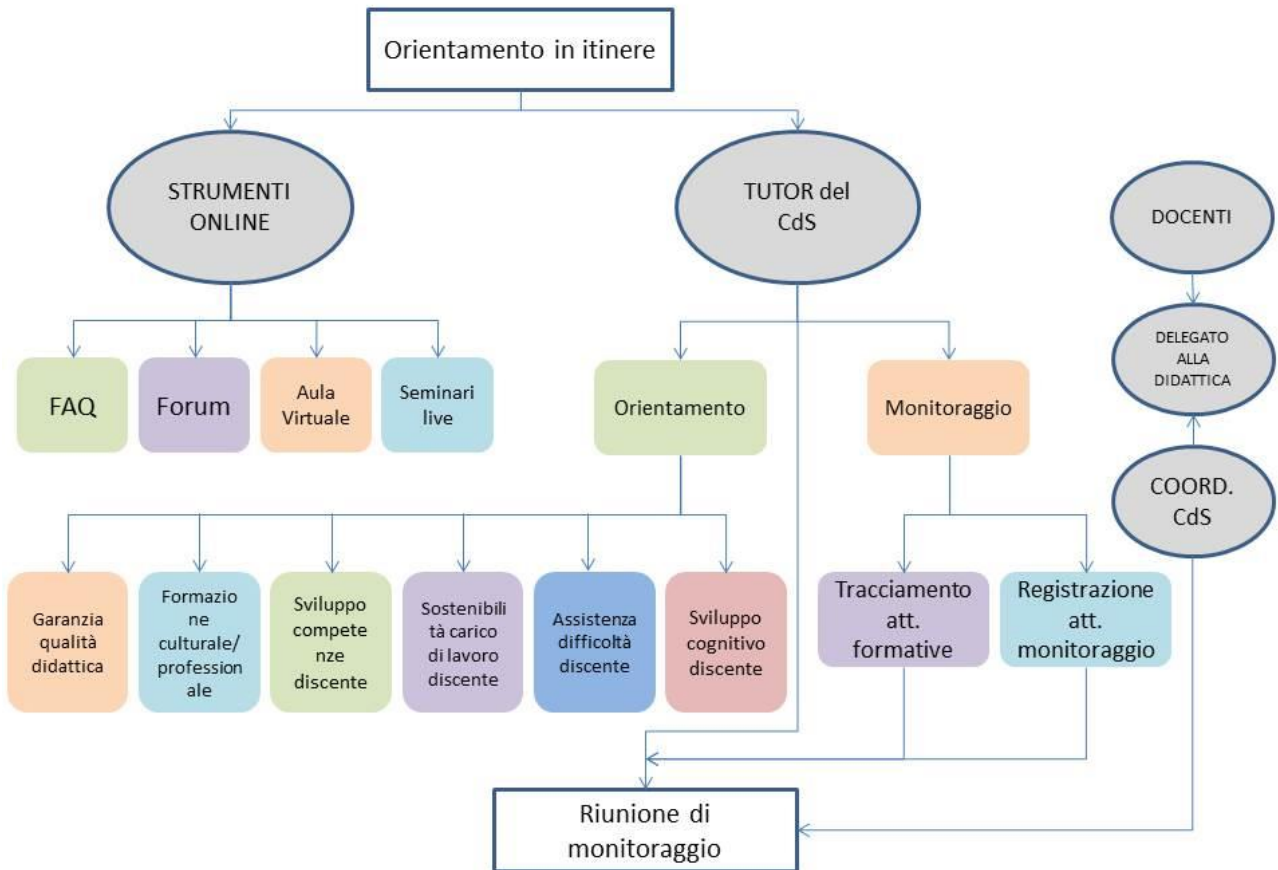 Orientamento in itinere
STRUMENTI
ONLINE
TUTOR del
CdS
DOCENTI
DELEGATO
ALLA
DIDATTICA
COORD.
CdS
FAQ
Forum
Aula
Virtuale
Seminari
live
Orientamento
Monitoraggio
Garanzia
qualità
didattica
Formazio
ne
culturale/
profession
ale
Sviluppo
compete
nze
discente
Sostenibili
tà carico
di lavoro
discente
Assistenza
difficoltà
discente
Sviluppo
cognitivo
discente
Tracciamento
att.
formative
Registrazione
att.
monitoraggio
Riunione di
monitoraggio